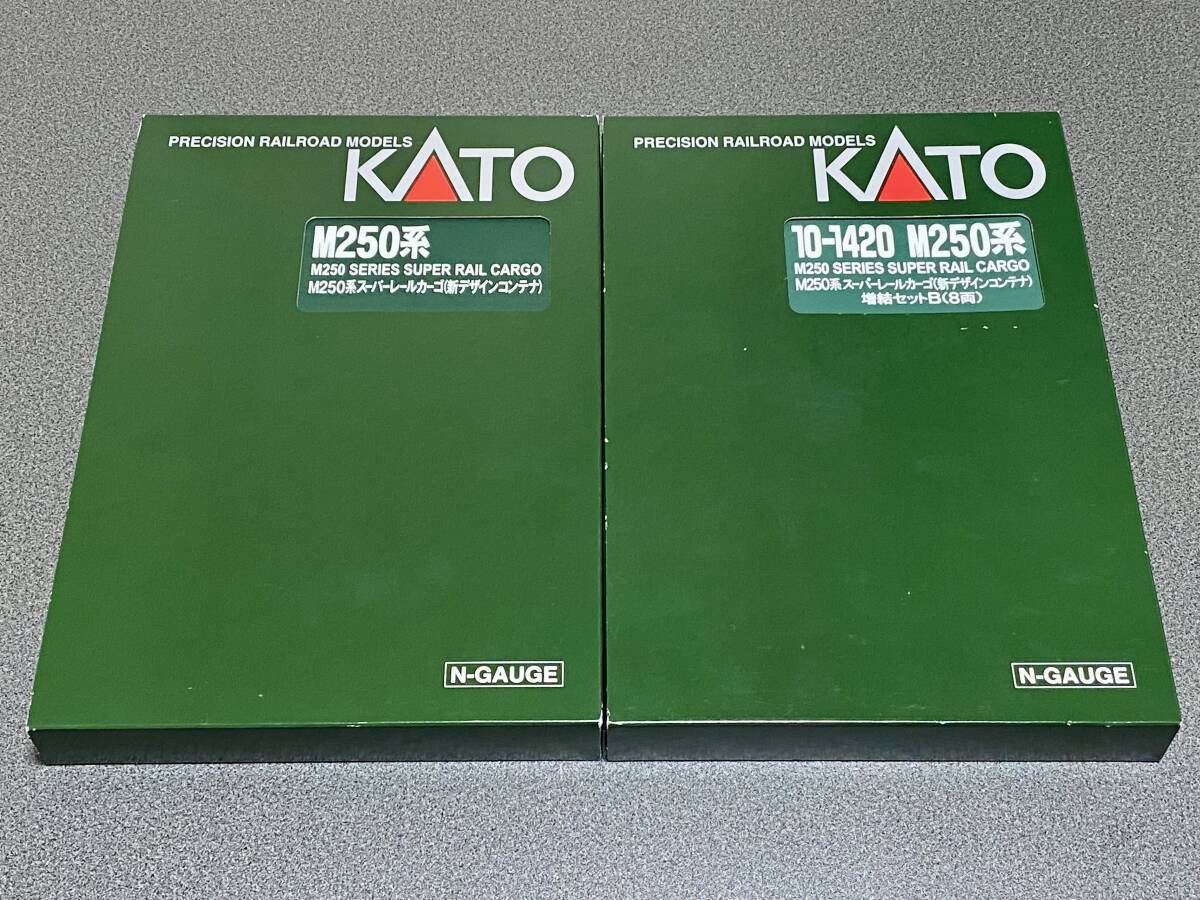 PRECISION RAILROAD MODELS
KATO
M250系
M250 SERIES SUPER RAIL CARGO
M250系スーパーレールカーゴ(新デザインコンテナ)
N-GAUGE
PRECISION RAILROAD MODELS
KATO
10-1420 M250系
M250 SERIES SUPER RAIL CARGO
M250系スーパーレールカーゴ(新デザインコンテナ)
増結セットB(8両)
N-GAUGE